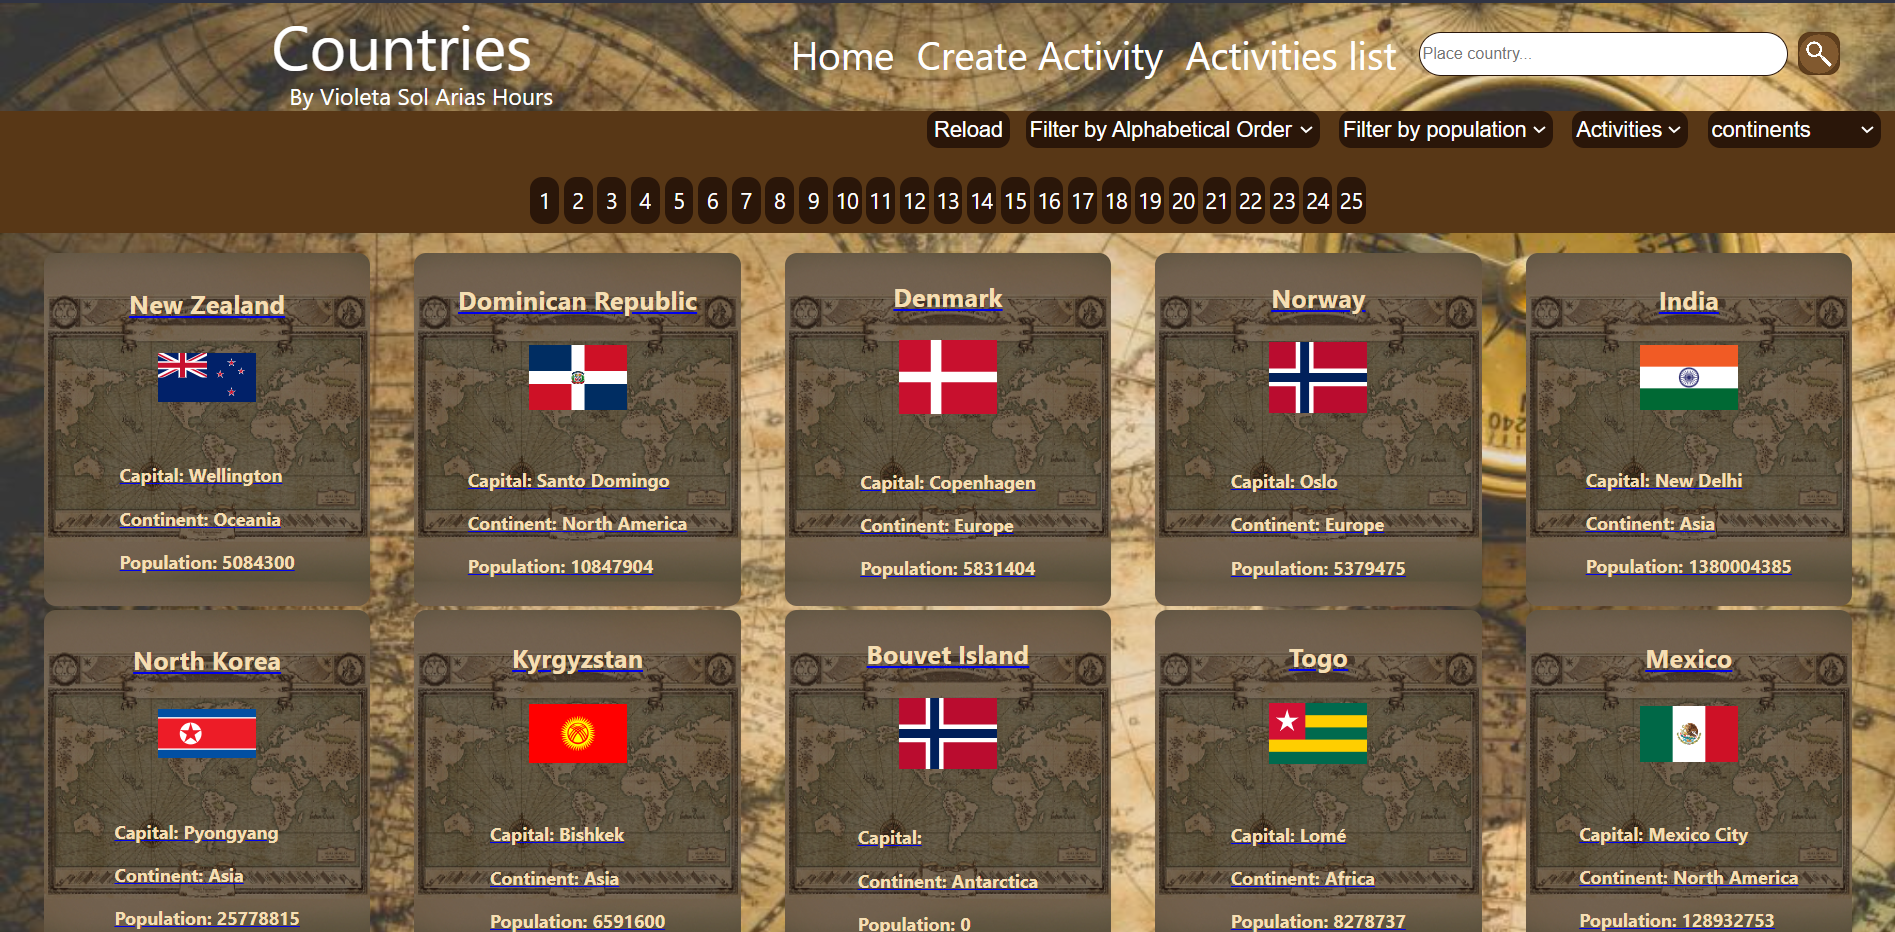 Countries
By Violeta Sol Arias Hours
Home Create Activity Activities list Place country...
Reload Filter by Alphabetical Order Filter by population Activities continents
1 2 3 4 5 6 7 8 9 10 11 12 13 14 15 16 17 18 19 20 21 22 23 24 25
New Zealand
Capital: Wellington
Continent: Oceania
Population: 5084300
Dominican Republic
Capital: Santo Domingo
Continent: North America
Population: 10847904
Denmark
Capital: Copenhagen
Continent: Europe
Population: 5831404
Norway
Capital: Oslo
Continent: Europe
Population: 5379475
India
Capital: New Delhi
Continent: Asia
Population: 1380004385
North Korea
Capital: Pyongyang
Continent: Asia
Population: 25778815
Kyrgyzstan
Capital: Bishkek
Continent: Asia
Population: 6591600
Bouvet Island
Capital:
Continent: Antarctica
Population: 0
Togo
Capital: Lomé
Continent: Africa
Population: 8278737
Mexico
Capital: Mexico City
Continent: North America
Population: 128932753